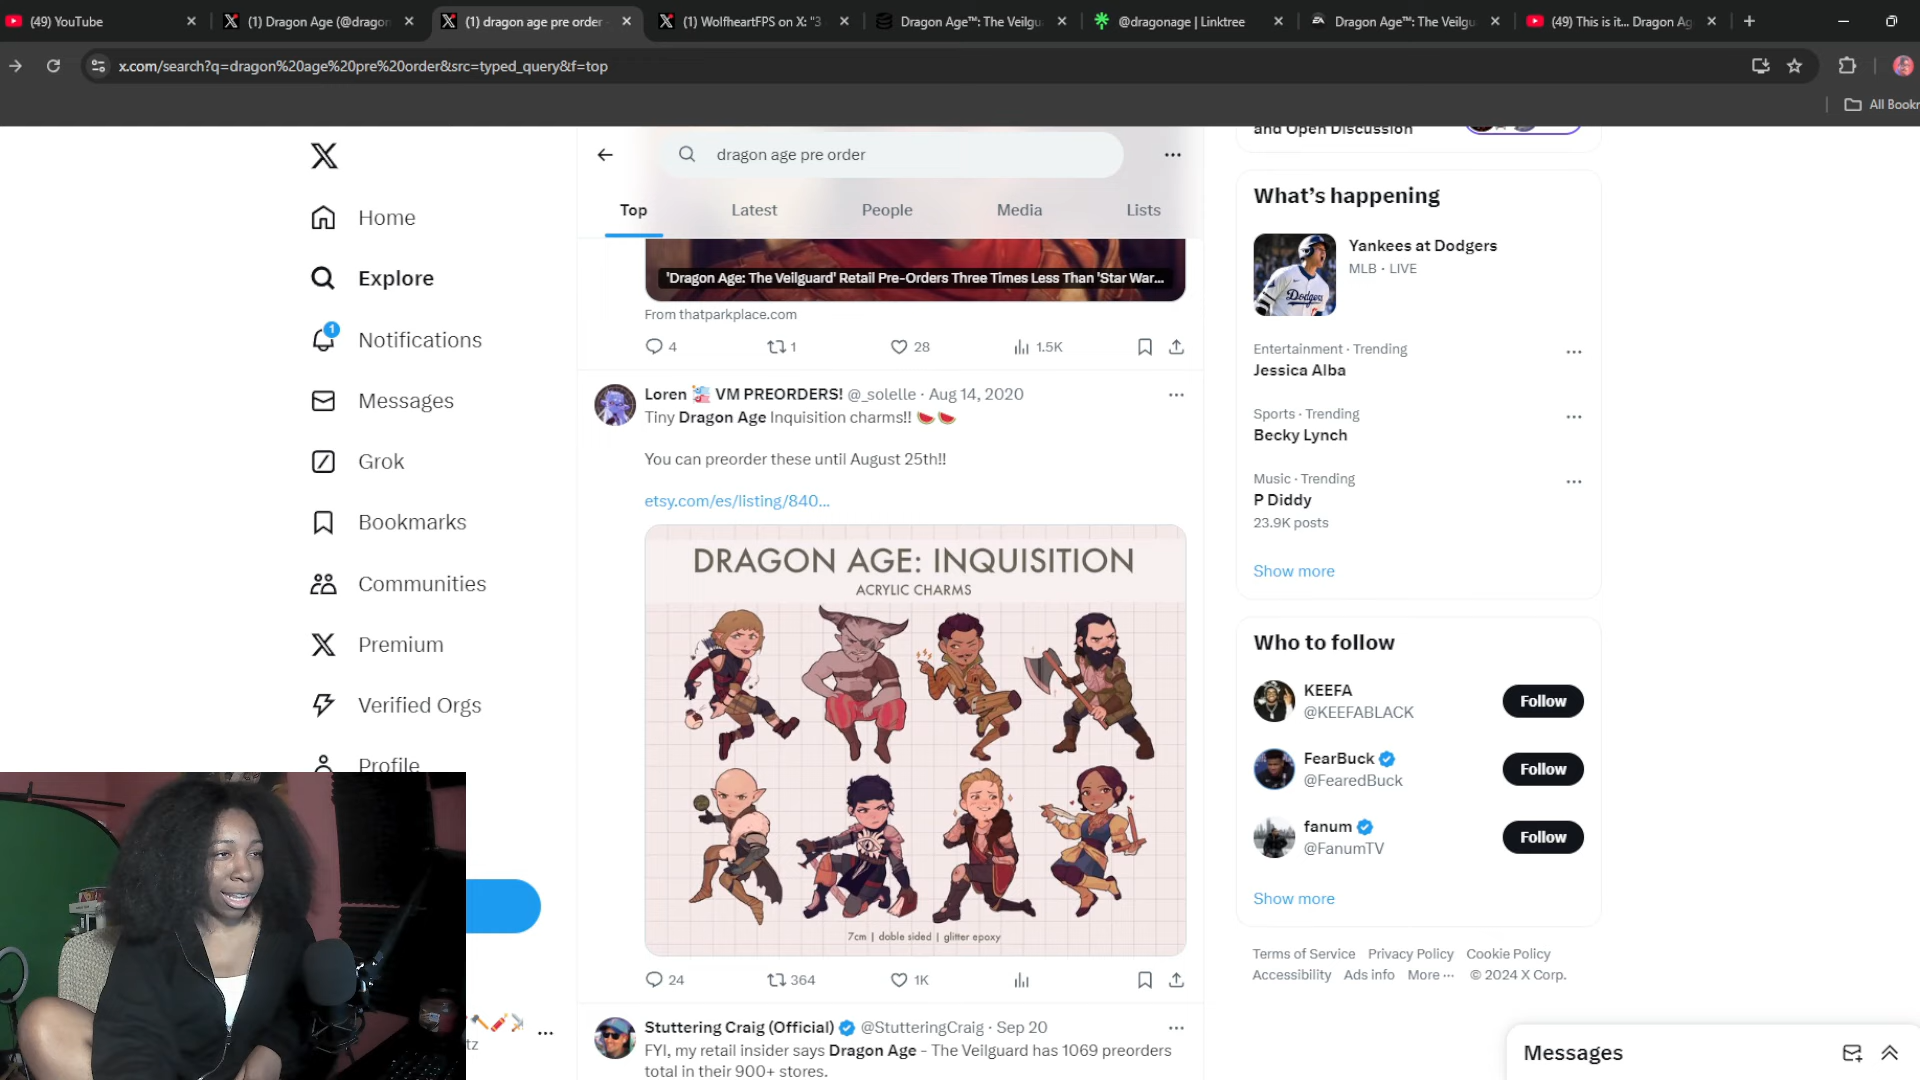 (49) YouTube
(1) Dragon Age (@dragon
(1) dragon age pre order
(1) WolfheartFPS on X: "3
Dragon Age™: The Veilgu
@dragonage | Linktree
Dragon Age™: The Veilgu
(49) This is it... Dragon Ag
x.com/search?q=dragon%20age%20pre%20order&src=typed_query&f=top
All Bookr
Home
Explore
1
Notifications
Messages
Grok
Bookmarks
Communities
Premium
Verified Orgs
Profile
tz
dragon age pre order
Top
Latest
People
Media
Lists
'Dragon Age: The Veilguard' Retail Pre-Orders Three Times Less Than 'Star War...
From thatparkplace.com
4
1
28
1.5K
Loren VM PREORDERS! @_solelle · Aug 14, 2020
Tiny Dragon Age Inquisition charms!! 🍉🍉
You can preorder these until August 25th!!
etsy.com/es/listing/840...
DRAGON AGE: INQUISITION
ACRYLIC CHARMS
7cm | doble sided | glitter epoxy
24
364
1K
Stuttering Craig (Official) @StutteringCraig · Sep 20
FYI, my retail insider says Dragon Age - The Veilguard has 1069 preorders
total in their 900+ stores.
and Open Discussion
What's happening
Yankees at Dodgers
MLB · LIVE
Dodgers
Entertainment · Trending
Jessica Alba
Sports · Trending
Becky Lynch
Music · Trending
P Diddy
23.9K posts
Show more
Who to follow
KEEFA
@KEEFABLACK
Follow
FearBuck
@FearedBuck
Follow
fanum
@FanumTV
Follow
Show more
Terms of Service Privacy Policy Cookie Policy
Accessibility Ads info More ··· © 2024 X Corp.
Messages